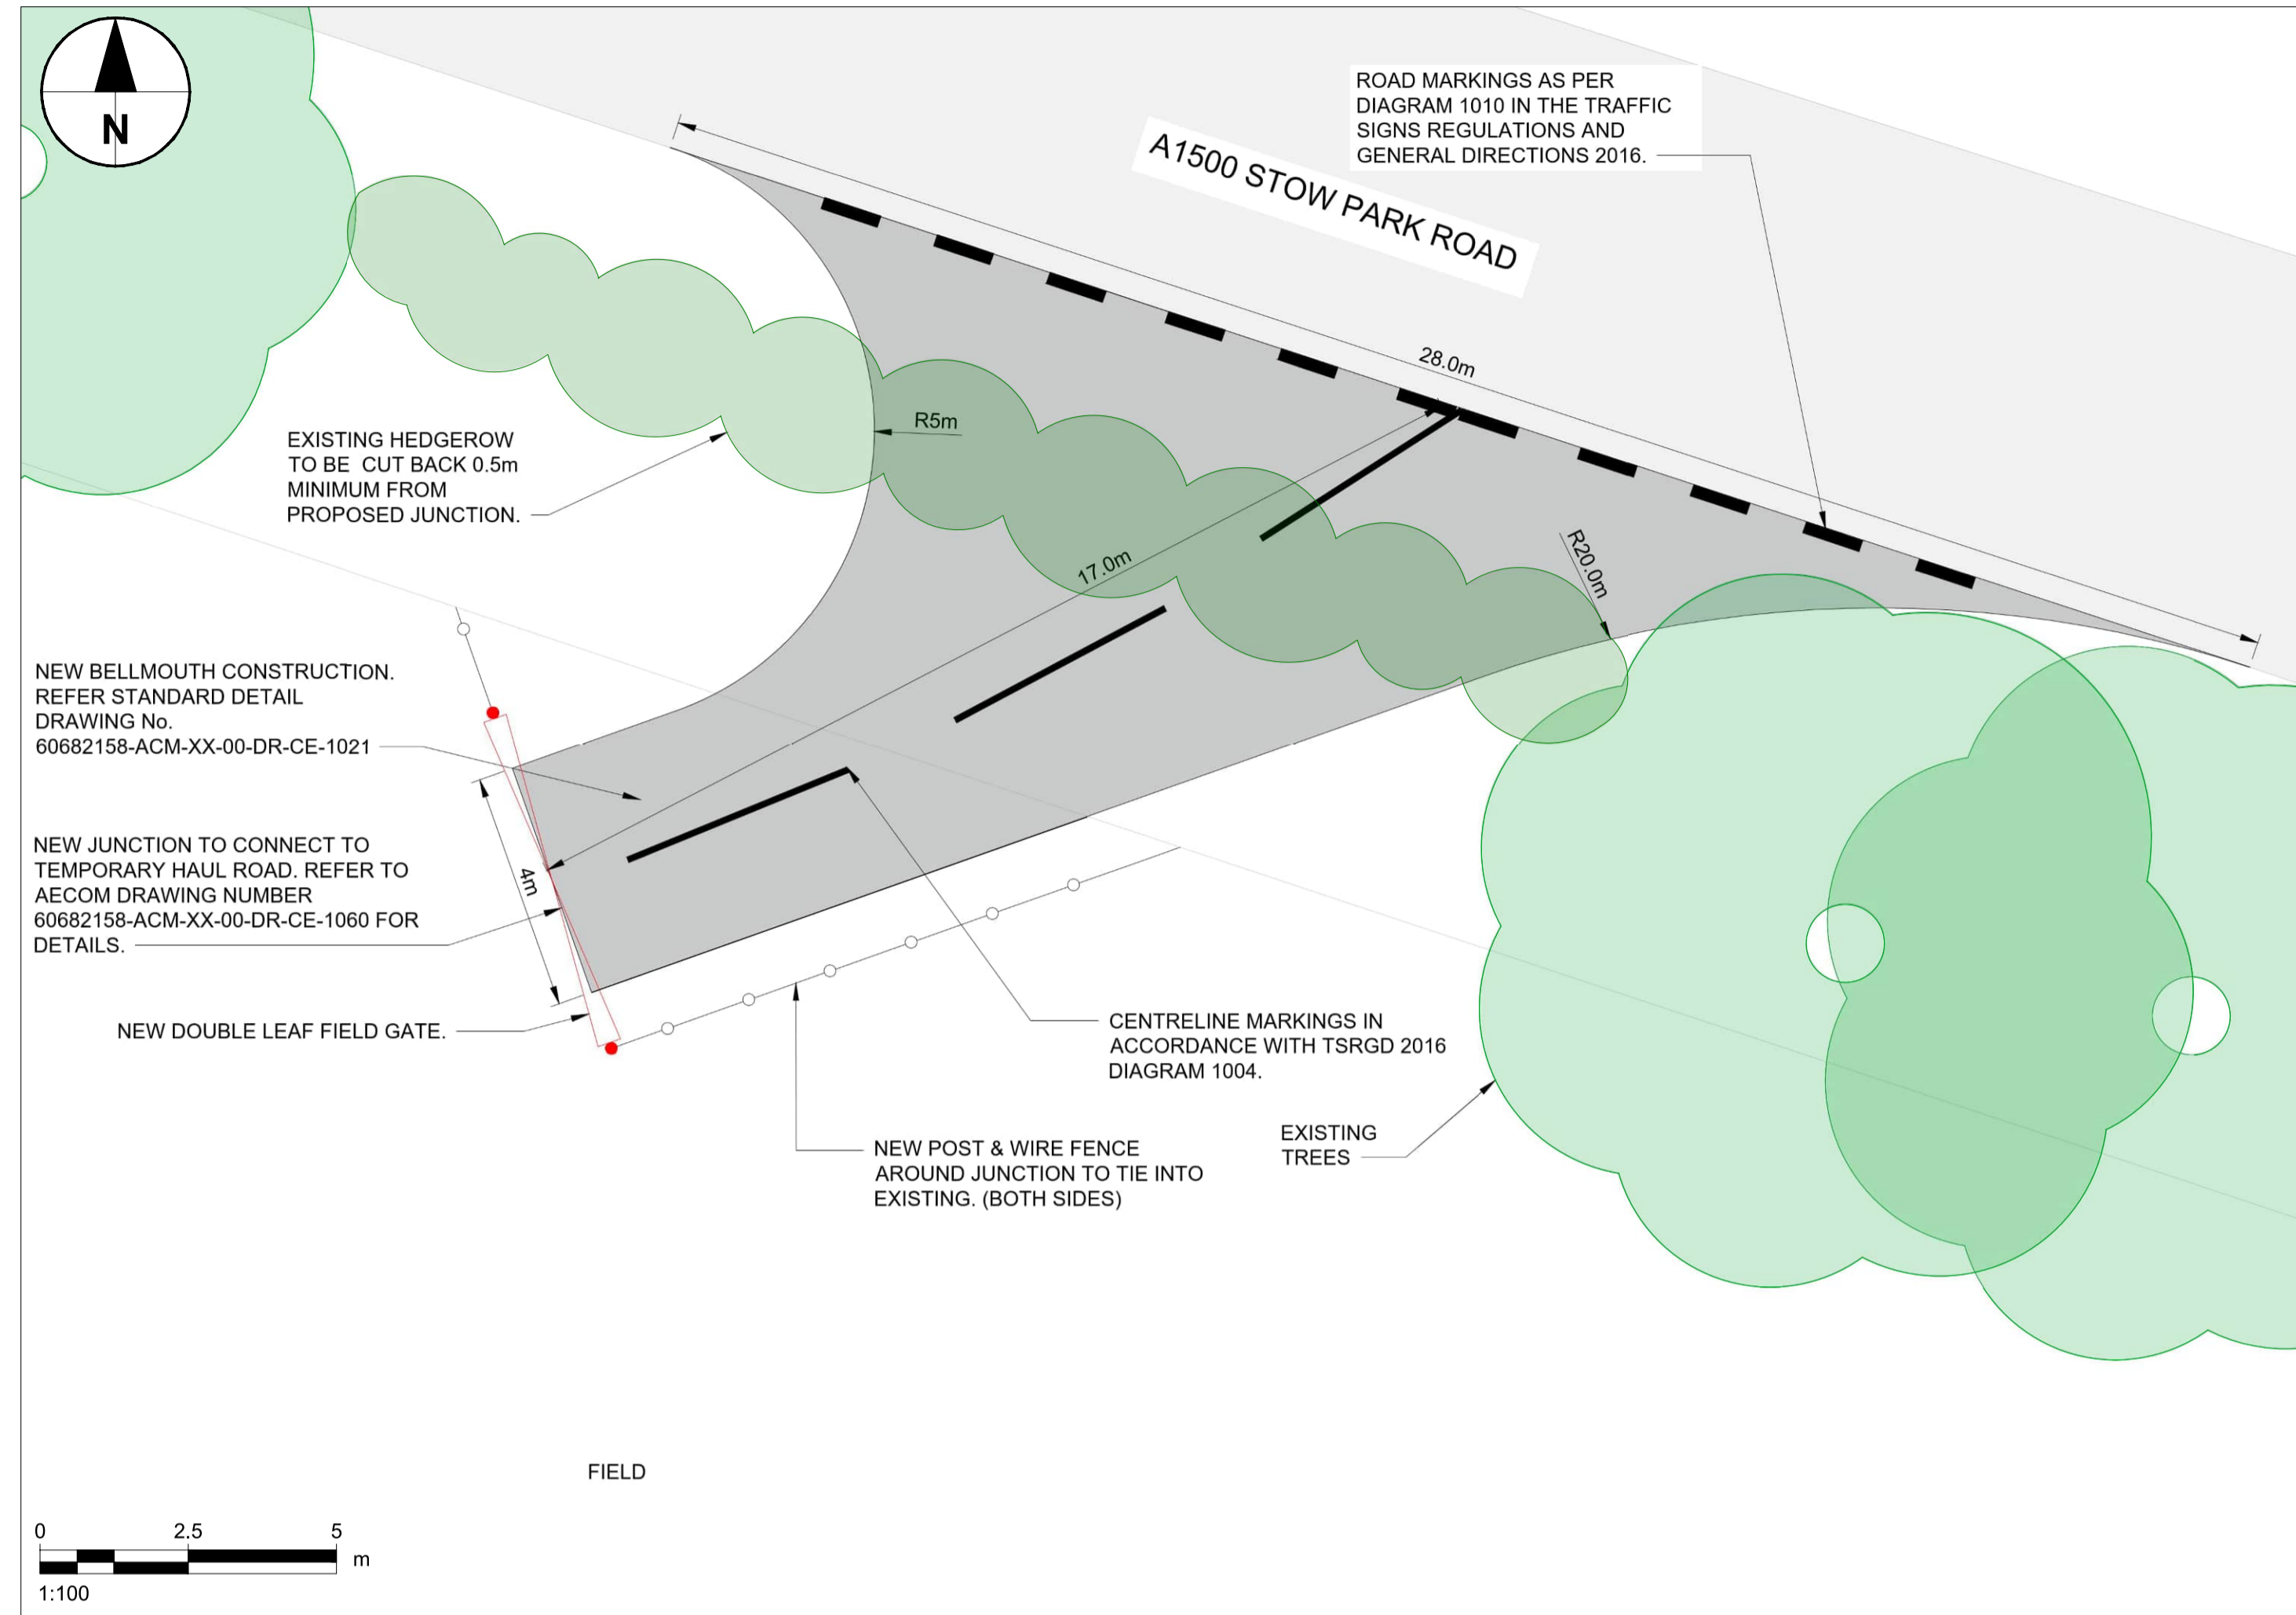 N
ROAD MARKINGS AS PER
DIAGRAM 1010 IN THE TRAFFIC
SIGNS REGULATIONS AND
GENERAL DIRECTIONS 2016.
A1500 STOW PARK ROAD
28.0m
R5m
EXISTING HEDGEROW
TO BE CUT BACK 0.5m
MINIMUM FROM
PROPOSED JUNCTION.
17.0m
R20.0m
NEW BELLMOUTH CONSTRUCTION.
REFER STANDARD DETAIL
DRAWING No.
60682158-ACM-XX-00-DR-CE-1021
4m
NEW JUNCTION TO CONNECT TO
TEMPORARY HAUL ROAD. REFER TO
AECOM DRAWING NUMBER
60682158-ACM-XX-00-DR-CE-1060 FOR
DETAILS.
NEW DOUBLE LEAF FIELD GATE.
CENTRELINE MARKINGS IN
ACCORDANCE WITH TSRGD 2016
DIAGRAM 1004.
NEW POST & WIRE FENCE
AROUND JUNCTION TO TIE INTO
EXISTING. (BOTH SIDES)
EXISTING
TREES
FIELD
0 2.5 5
m
1:100